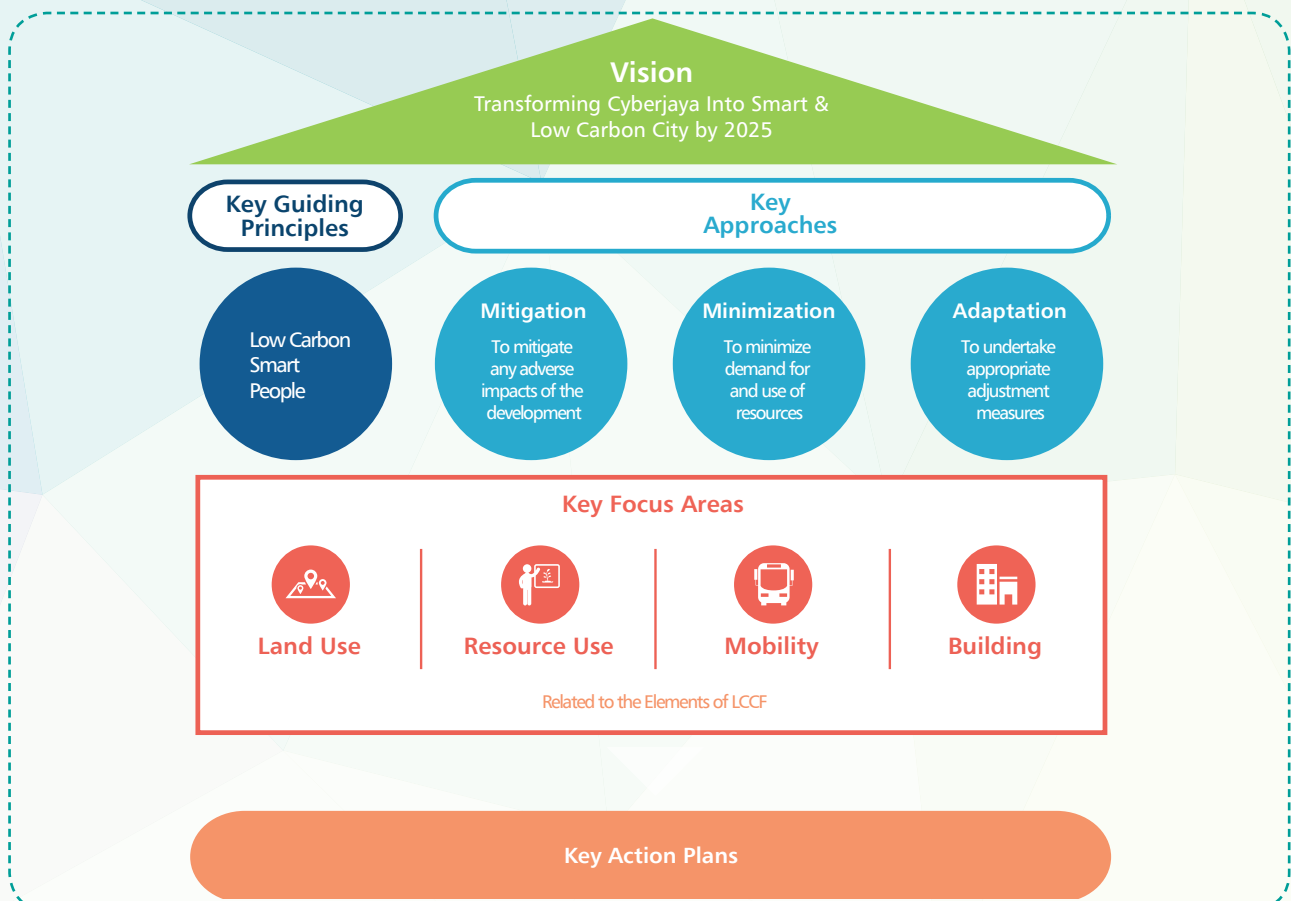 Vision
Transforming Cyberjaya Into Smart &
Low Carbon City by 2025
Key Guiding
Principles
Key
Approaches
Low Carbon
Smart
People
Mitigation
To mitigate
any adverse
impacts of the
development
Minimization
To minimize
demand for
and use of
resources
Adaptation
To undertake
appropriate
adjustment
measures
Key Focus Areas
Land Use
Resource Use
Mobility
Building
Related to the Elements of LCCF
Key Action Plans